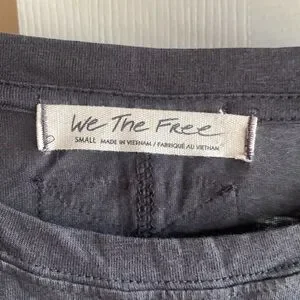 We The Free
SMALL MADE IN VIETNAM / FABRIQUÉ AU VIETNAM